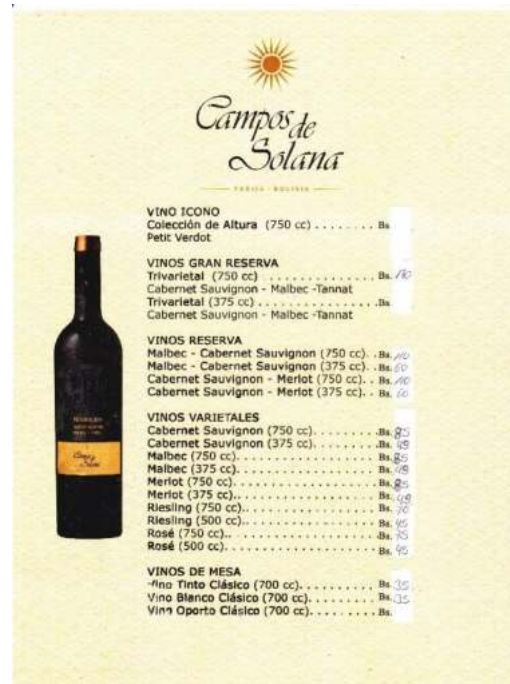 Campos de
Solana
TARIJA - BOLIVIA
VINO ICONO
Colección de Altura (750 cc) . . . . . . . . Bs
Petit Verdot
VINOS GRAN RESERVA
Trivarietal (750 cc) . . . . . . . . . . . . . . Bs.
Cabernet Sauvignon - Malbec -Tannat
Trivarietal (375 cc) . . . . . . . . . . . . . . .Bs
Cabernet Sauvignon - Malbec -Tannat
VINOS RESERVA
Malbec - Cabernet Sauvignon (750 cc). . Bs. 110
Malbec - Cabernet Sauvignon (375 cc). . Bs. 60
Cabernet Sauvignon - Merlot (750 cc). . Bs. 110
Cabernet Sauvignon - Merlot (375 cc). . Bs. 60
VINOS VARIETALES
Cabernet Sauvignon (750 cc). . . . . . . .Bs. 85
Cabernet Sauvignon (375 cc). . . . . . . .Bs. 49
Malbec (750 cc). . . . . . . . . . . . . . . . . .Bs. 85
Malbec (375 cc). . . . . . . . . . . . . . . . . .Bs. 49
Merlot (750 cc). . . . . . . . . . . . . . . . . . Bs. 85
Merlot (375 cc).. . . . . . . . . . . . . . . . . Bs. 49
Riesling (750 cc). . . . . . . . . . . . . . . . . Bs. 70
Riesling (500 cc).. . . . . . . . . . . . . . . . Bs. 45
Rosé (750 cc).. . . . . . . . . . . . . . . . . . .Bs.
Rosé (500 cc).. . . . . . . . . . . . . . . . . . . Bs. 45
VINOS DE MESA
Vino Tinto Clásico (700 cc). . . . . . . . . . Bs. 35
Vino Blanco Clásico (700 cc). . . . . . . . . Bs. 35
Vino Oporto Clásico (700 cc). . . . . . . . . Bs.
Campos de
Solana